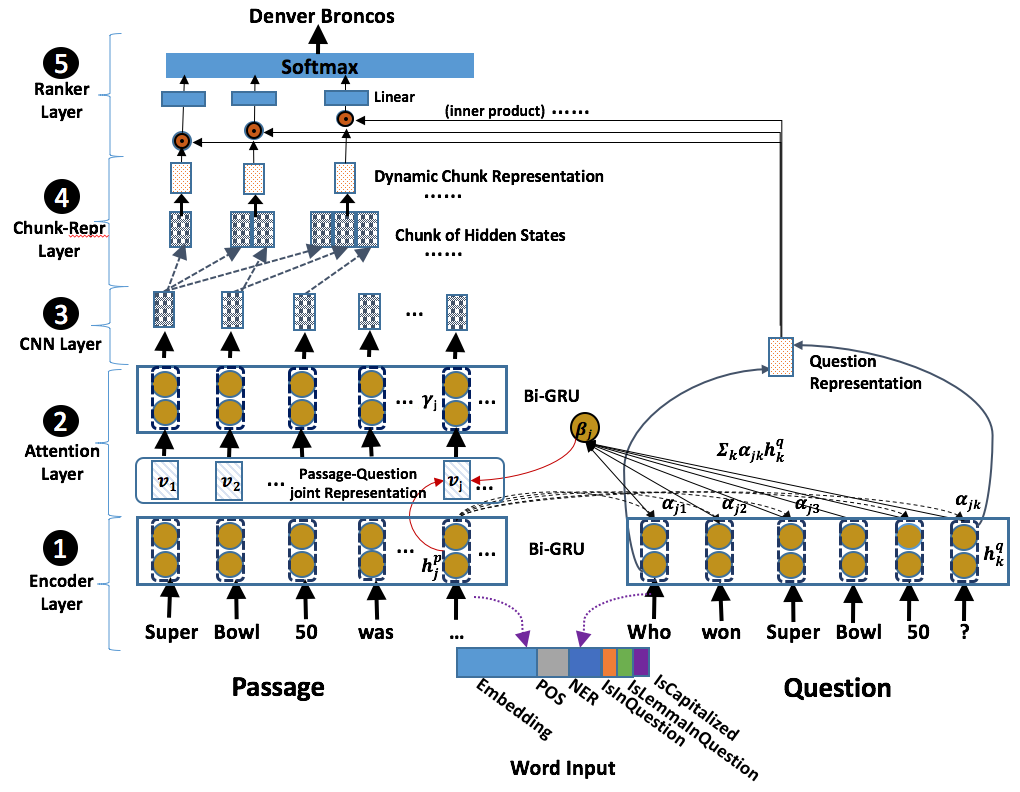 Denver Broncos
5
Ranker
Layer
Softmax
Linear
(inner product) ......
4
Chunk-Repr
Layer
Dynamic Chunk Representation
......
Chunk of Hidden States
......
3
CNN Layer
...
Question
Representation
2
Attention
Layer
... γj ...
Bi-GRU
βj
Σk αjk hkq
v1 v2 ... Passage-Question
joint Representation
vj ...
αj1 αj2 αj3 αjk
1
Encoder
Layer
... hjp ...
Bi-GRU
hkq
Super Bowl 50 was ...
Who won Super Bowl 50 ?
Passage
Question
Embedding
POS
NER
IsInQuestion
IsLemmaInQuestion
IsCapitalized
Word Input